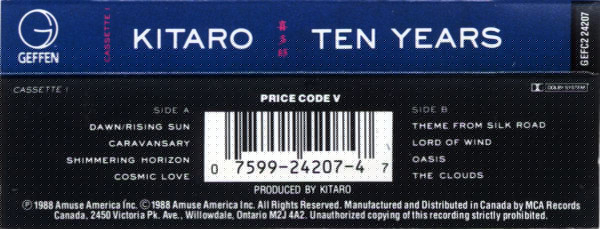 GEFFEN
CASSETTE 1
KITARO 喜多郎 TEN YEARS
GEFC2 24207
CASSETTE 1
DOLBY SYSTEM
PRICE CODE V
SIDE A
DAWN/RISING SUN
CARAVANSARY
SHIMMERING HORIZON
COSMIC LOVE
0 7599-24207-4 7
SIDE B
THEME FROM SILK ROAD
LORD OF WIND
OASIS
THE CLOUDS
PRODUCED BY KITARO
Ⓟ 1988 Amuse America Inc. © 1988 Amuse America Inc. All Rights Reserved. Manufactured and Distributed in Canada by MCA Records
Canada, 2450 Victoria Pk. Ave., Willowdale, Ontario M2J 4A2. Unauthorized copying of this recording strictly prohibited.